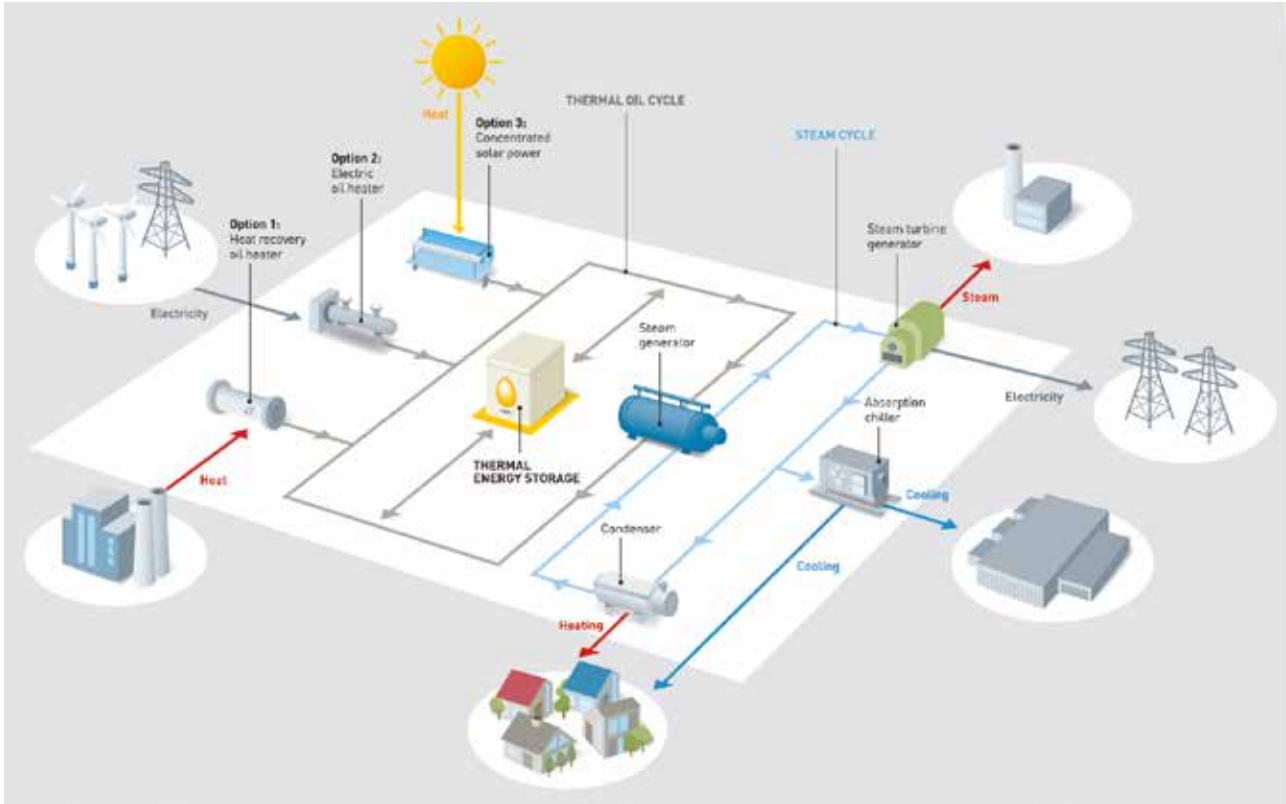 Heat
THERMAL OIL CYCLE
Option 3:
Concentrated
solar power
STEAM CYCLE
Option 2:
Electric
oil heater
Option 1:
Heat recovery
oil heater
Steam turbine
generator
Steam
Electricity
Steam
generator
Electricity
Absorption
chiller
THERMAL
ENERGY STORAGE
Heat
Cooling
Condenser
Cooling
Heating